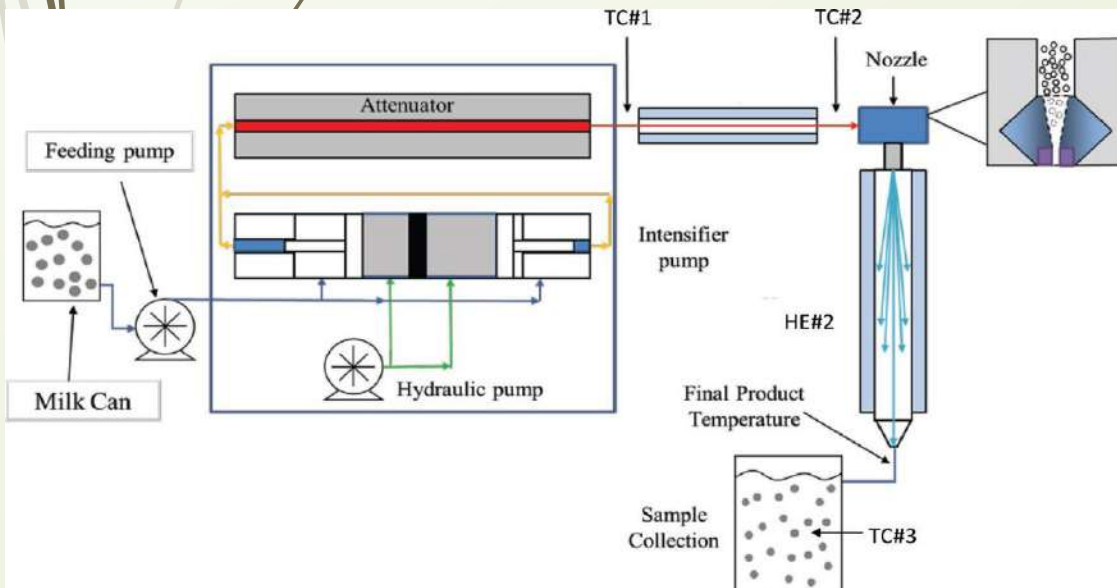 TC#1
TC#2
Nozzle
Attenuator
Feeding pump
Intensifier
pump
HE#2
Hydraulic pump
Milk Can
Final Product
Temperature
Sample
Collection
TC#3